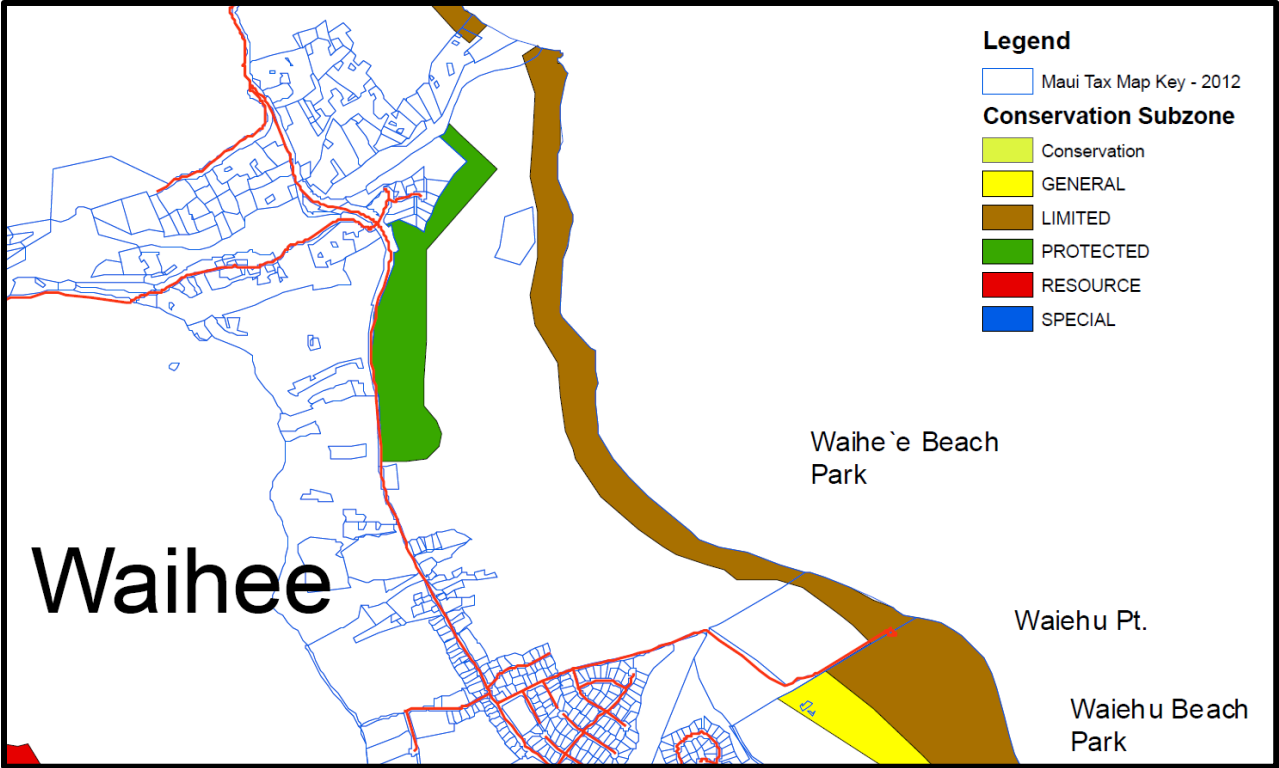 Legend
Maui Tax Map Key - 2012
Conservation Subzone
Conservation
GENERAL
LIMITED
PROTECTED
RESOURCE
SPECIAL
Waihe`e Beach
Park
Waihee
Waiehu Pt.
Waiehu Beach
Park